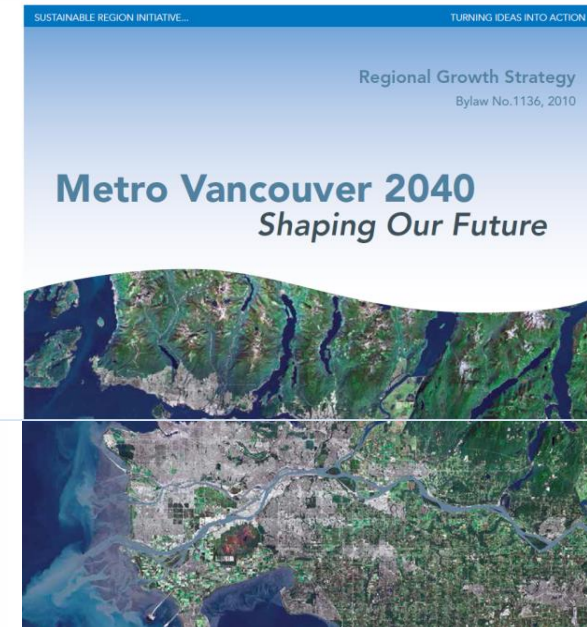 SUSTAINABLE REGION INITIATIVE... TURNING IDEAS INTO ACTION
Regional Growth Strategy
Bylaw No.1136, 2010
Metro Vancouver 2040
Shaping Our Future